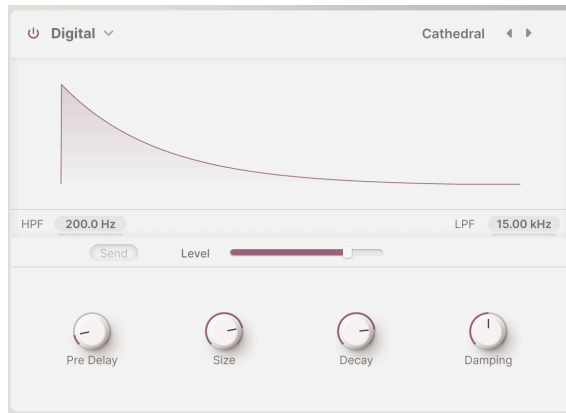 Digital
Cathedral
HPF 200.0 Hz
LPF 15.00 kHz
Send
Level
Pre Delay
Size
Decay
Damping